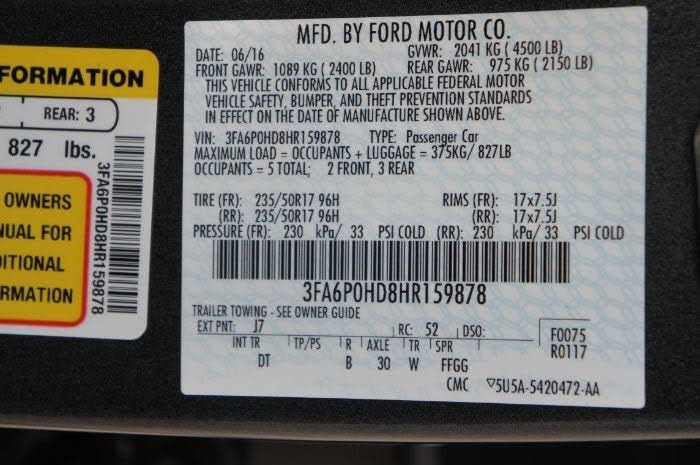 FORMATION
REAR: 3
827 lbs.
OWNERS
UAL FOR
ITIONAL
RMATION
3FA6P0HD8HR159878
MFD. BY FORD MOTOR CO.
DATE: 06/16 GVWR: 2041 KG ( 4500 LB)
FRONT GAWR: 1089 KG ( 2400 LB) REAR GAWR: 975 KG ( 2150 LB)
THIS VEHICLE CONFORMS TO ALL APPLICABLE FEDERAL MOTOR
VEHICLE SAFETY, BUMPER, AND THEFT PREVENTION STANDARDS
IN EFFECT ON THE DATE OF MANUFACTURE SHOWN ABOVE.
VIN: 3FA6P0HD8HR159878 TYPE: Passenger Car
MAXIMUM LOAD = OCCUPANTS + LUGGAGE = 375KG/ 827LB
OCCUPANTS = 5 TOTAL; 2 FRONT, 3 REAR
TIRE (FR): 235/50R17 96H RIMS (FR): 17x7.5J
(RR): 235/50R17 96H (RR): 17x7.5J
PRESSURE (FR): 230 kPa/ 33 PSI COLD (RR): 230 kPa/ 33 PSI COLD
3FA6P0HD8HR159878
TRAILER TOWING - SEE OWNER GUIDE
EXT PNT: J7 RC: 52 DSO: F0075
INT TR TP/PS R AXLE TR SPR R0117
DT B 30 W FFGG
CMC ▽5U5A-5420472-AA